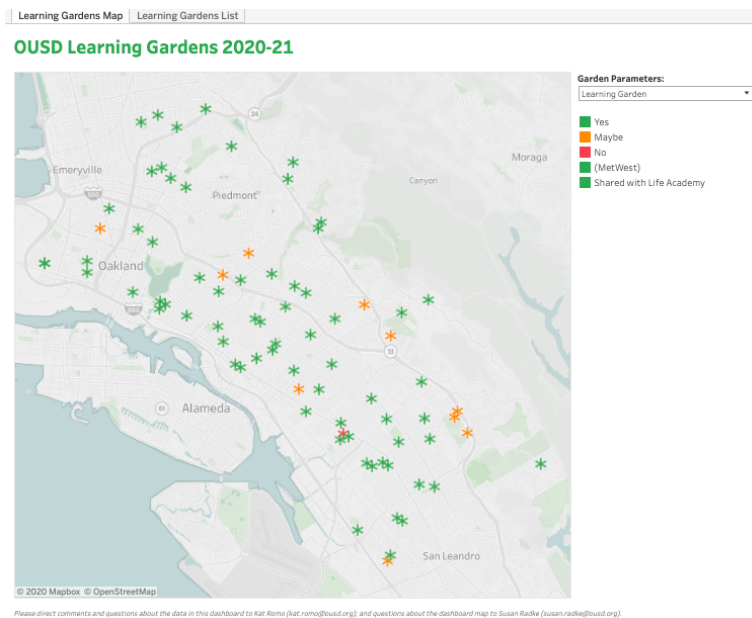 Learning Gardens Map Learning Gardens List
OUSD Learning Gardens 2020-21
Garden Parameters:
Learning Garden
Yes
Maybe
No
(MetWest)
Shared with Life Academy
24
Emeryville
Moraga
Canyon
Piedmont
Oakland
13
61
Alameda
San Leandro
© 2020 Mapbox © OpenStreetMap
Please direct comments and questions about the data in this dashboard to Kat Romo (kat.romo@ousd.org); and questions about the dashboard map to Susan Radke (susan.radke@ousd.org).